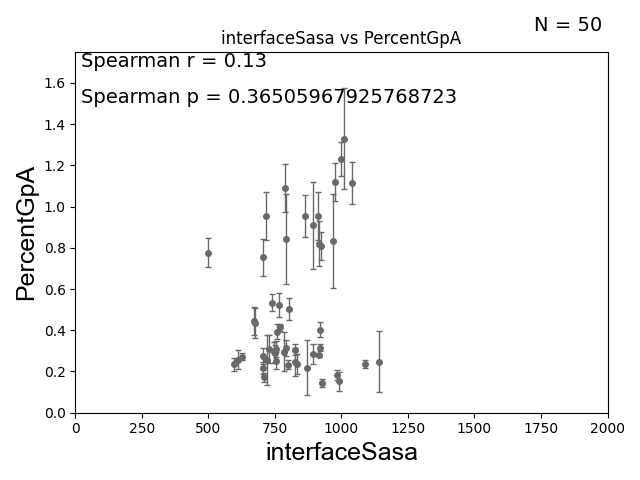 N = 50
interfaceSasa vs PercentGpA
Spearman r = 0.13
Spearman p = 0.36505967925768723
PercentGpA
1.6
1.4
1.2
1.0
0.8
0.6
0.4
0.2
0.0
0 250 500 750 1000 1250 1500 1750 2000
interfaceSasa